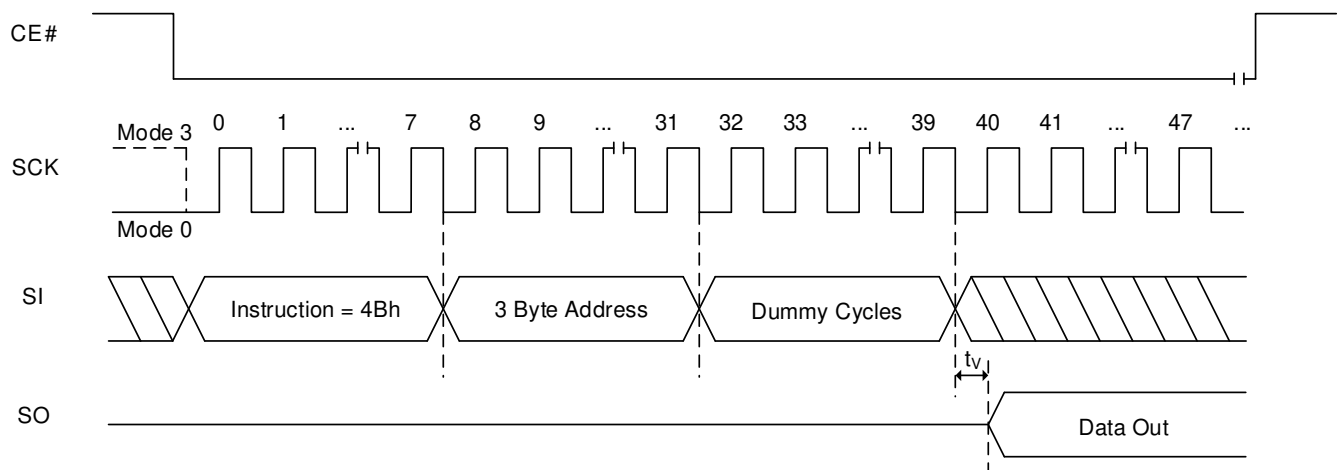 CE#
Mode 3 0 1 ... 7 8 9 ... 31 32 33 ... 39 40 41 ... 47 ...
SCK
Mode 0
SI Instruction = 4Bh 3 Byte Address Dummy Cycles
tV
SO Data Out